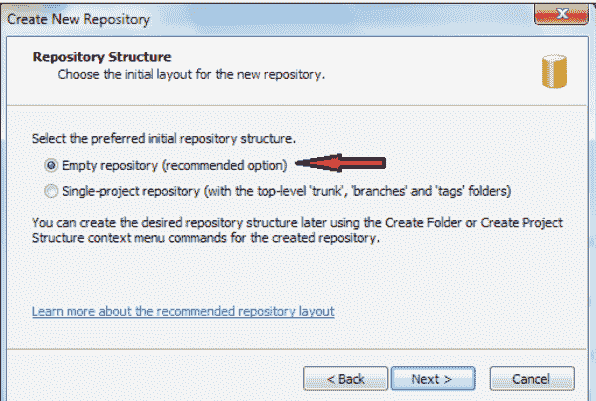 Create New Repository
Repository Structure
Choose the initial layout for the new repository.
Select the preferred initial repository structure.
Empty repository (recommended option)
Single-project repository (with the top-level 'trunk', 'branches' and 'tags' folders)
You can create the desired repository structure later using the Create Folder or Create Project
Structure context menu commands for the created repository.
Learn more about the recommended repository layout
< Back
Next >
Cancel